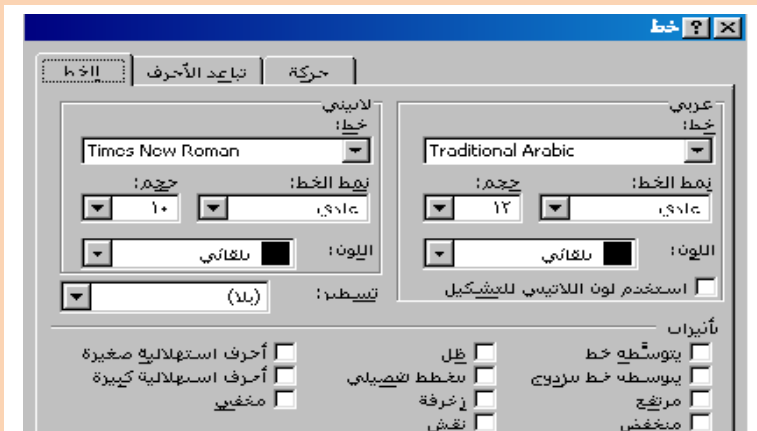 خط
الخط تباعد الأحرف حركة
عربي
خط:
Traditional Arabic
نمط الخط: حجم:
عادي ١٢
اللون: تلقائي
استخدم لون اللاتيني للتشكيل
لاتيني
خط:
Times New Roman
نمط الخط: حجم:
عادي ١٠
اللون: تلقائي
تسطير: (بلا)
تأثيرات
يتوسطه خط ظل أحرف استهلالية صغيرة
يتوسطه خط مزدوج مخطط تفصيلي أحرف استهلالية كبيرة
مرتفع زخرفة مخفي
منخفض نقش